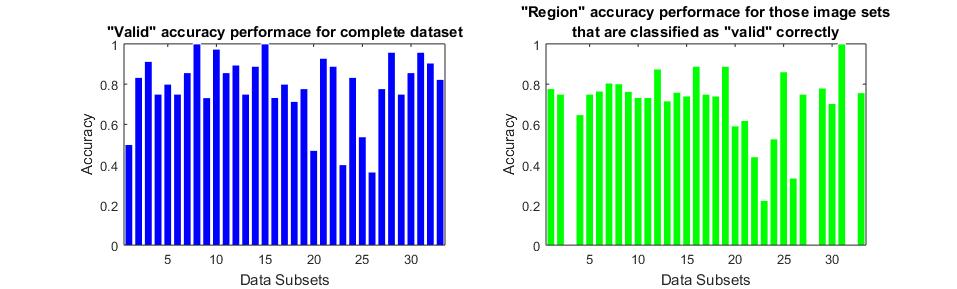 "Valid" accuracy performace for complete dataset
1
0.8
0.6
0.4
0.2
0
Accuracy
5 10 15 20 25 30
Data Subsets
"Region" accuracy performace for those image sets
that are classified as "valid" correctly
1
0.8
0.6
0.4
0.2
0
Accuracy
5 10 15 20 25 30
Data Subsets